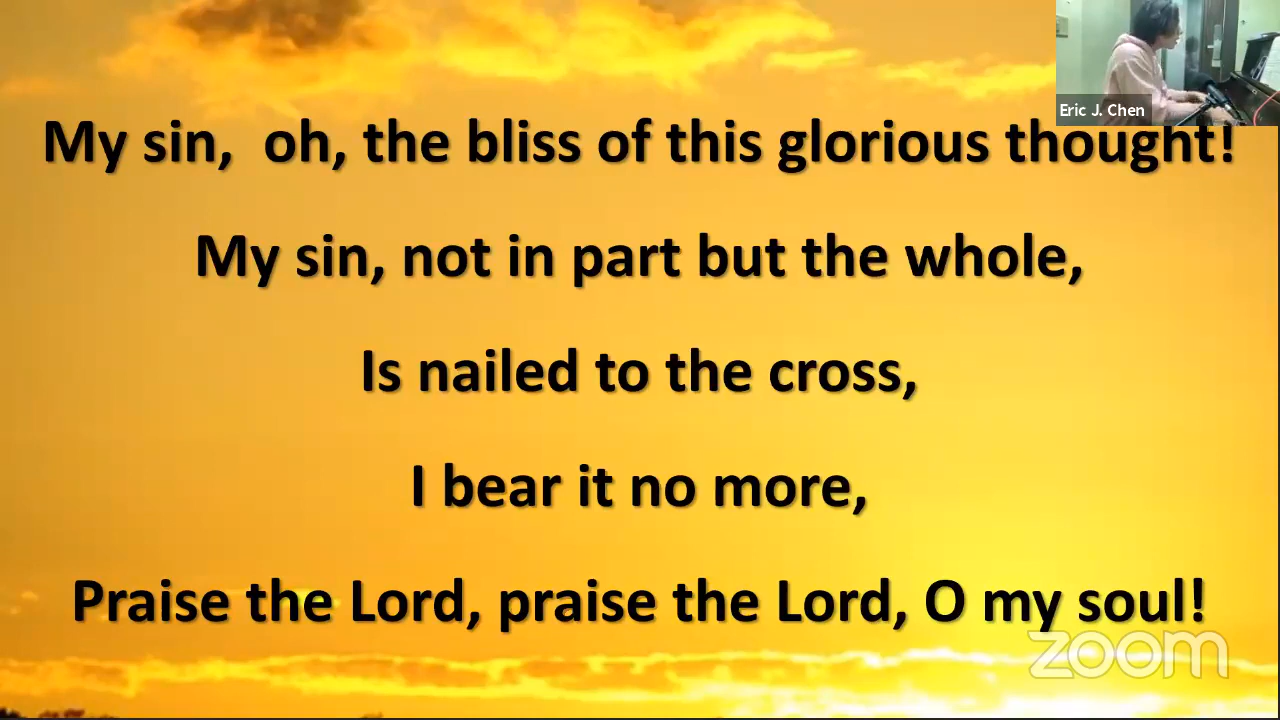 Eric J. Chen
My sin, oh, the bliss of this glorious thought!
My sin, not in part but the whole,
Is nailed to the cross,
I bear it no more,
Praise the Lord, praise the Lord, O my soul!
zoom